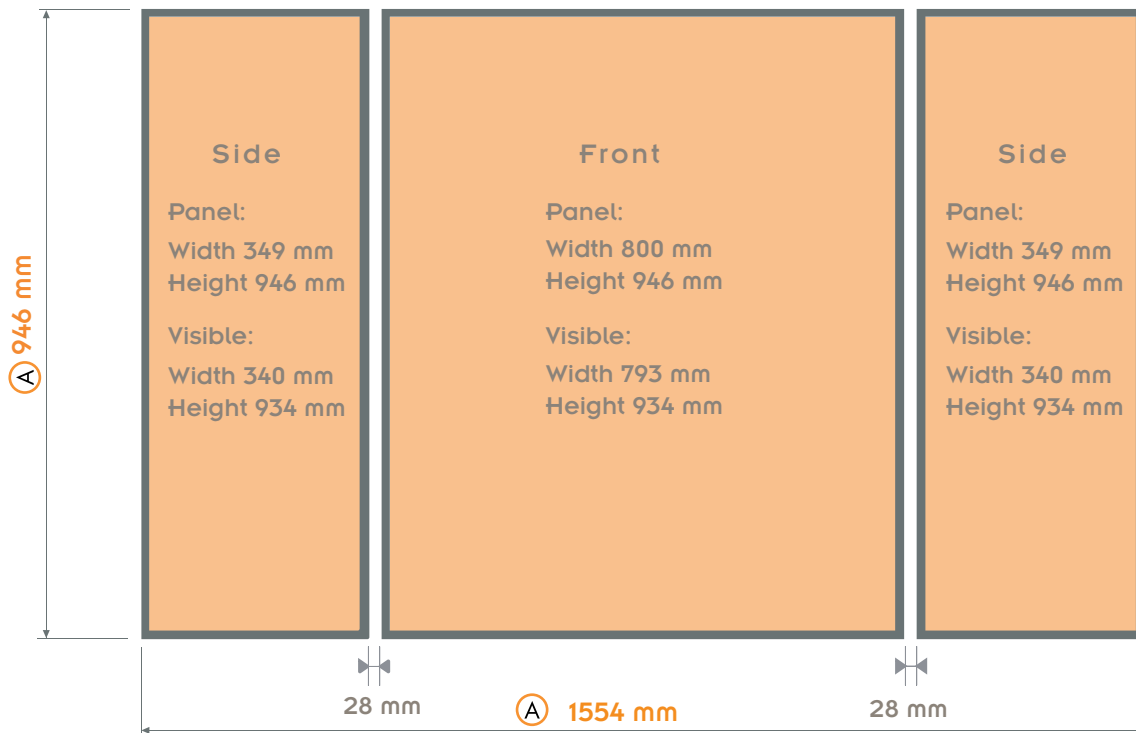 Side
Panel:
Width 349 mm
Height 946 mm
Visible:
Width 340 mm
Height 934 mm
Front
Panel:
Width 800 mm
Height 946 mm
Visible:
Width 793 mm
Height 934 mm
Side
Panel:
Width 349 mm
Height 946 mm
Visible:
Width 340 mm
Height 934 mm
A 946 mm
28 mm
A 1554 mm
28 mm